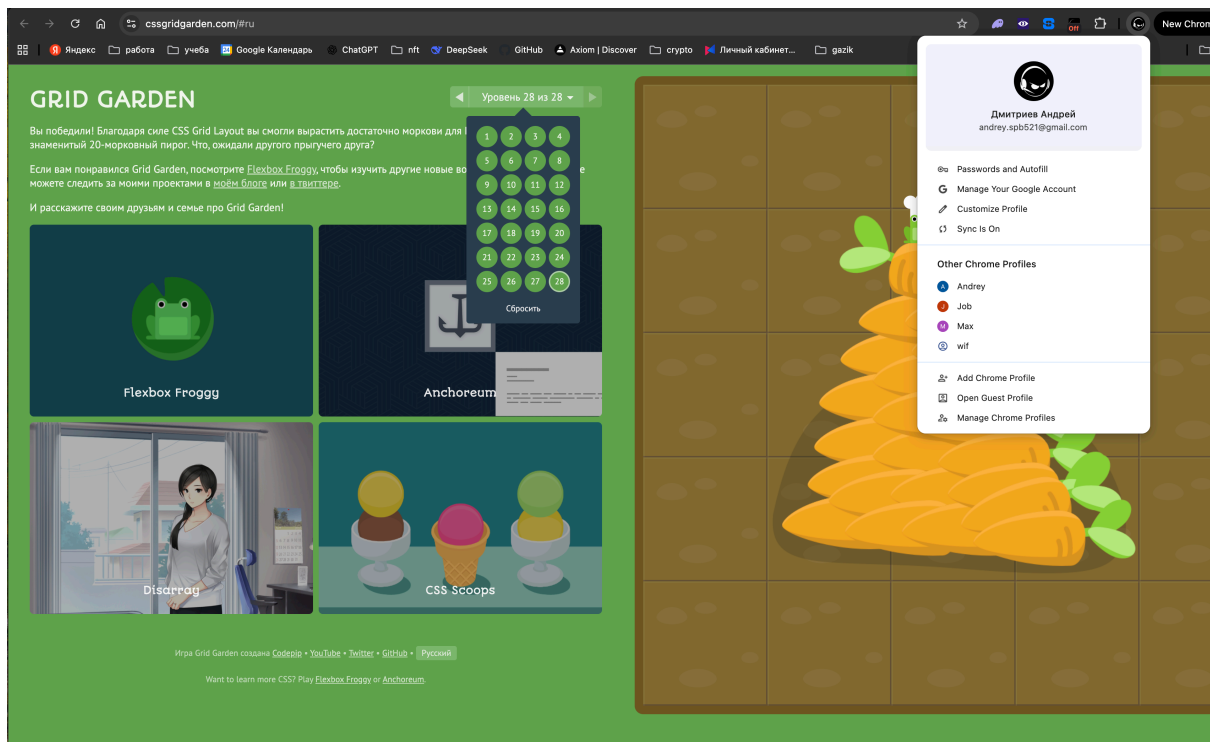 cssgridgarden.com/#ru
off
New Chrom
Яндекс
работа
учеба
Google Календарь
ChatGPT
nft
DeepSeek
GitHub
Axiom | Discover
crypto
Личный кабинет...
gazik
GRID GARDEN
Уровень 28 из 28
Вы победили! Благодаря силе CSS Grid Layout вы смогли вырастить достаточно моркови для
знаменитый 20-морковный пирог. Что, ожидали другого прыгучего друга?
Если вам понравился Grid Garden, посмотрите Flexbox Froggy, чтобы изучить другие новые
можете следить за моими проектами в моём блоге или в твиттере.
И расскажите своим друзьям и семье про Grid Garden!
1 2 3 4
5 6 7 8
9 10 11 12
13 14 15 16
17 18 19 20
21 22 23 24
25 26 27 28
Сбросить
Flexbox Froggy
Anchoreum
Disarray
CSS Scoops
Игра Grid Garden создана Codepip • YouTube • Twitter • GitHub • Русский
Want to learn more CSS? Play Flexbox Froggy or Anchoreum.
Дмитриев Андрей
andrey.spb521@gmail.com
Passwords and Autofill
Manage Your Google Account
Customize Profile
Sync Is On
Other Chrome Profiles
A Andrey
J Job
M Max
wif
Add Chrome Profile
Open Guest Profile
Manage Chrome Profiles